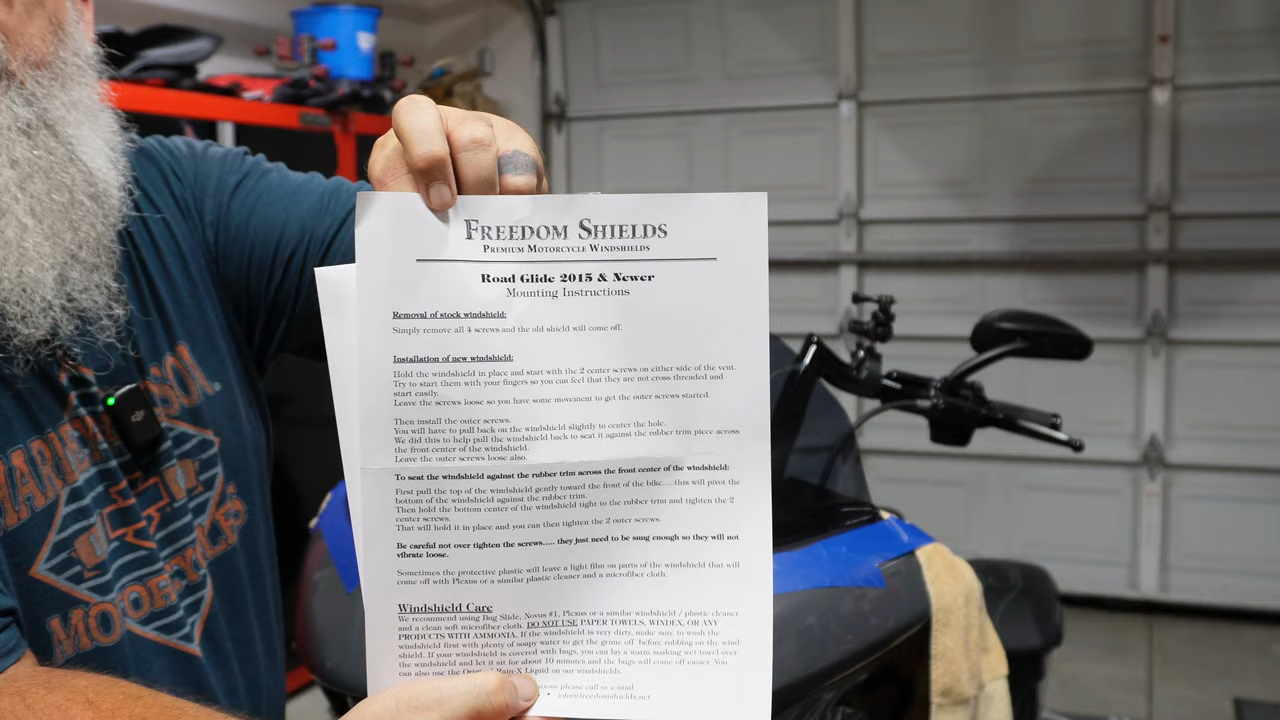 FREEDOM SHIELDS
PREMIUM MOTORCYCLE WINDSHIELDS
Road Glide 2015 & Newer
Mounting Instructions
Removal of stock windshield:
Simply remove all 4 screws and the old shield will come off.
Installation of new windshield:
Hold the windshield in place and start with the 2 center screws on either side of the vent.
Try to start them with your fingers so you can feel that they are not cross threaded and
start easily.
Leave the screws loose so you have some movement to get the outer screws started.
Then install the outer screws.
You will have to pull back on the windshield slightly to center the hole.
We did this to help pull the windshield back to seat it against the rubber trim piece across
the front center of the windshield.
Leave the outer screws loose also.
To seat the windshield against the rubber trim across the front center of the windshield:
First pull the top of the windshield gently toward the front of the bike.....this will pivot the
bottom of the windshield against the rubber trim.
Then hold the bottom center of the windshield tight to the rubber trim and tighten the 2
center screws.
That will hold it in place and you can then tighten the 2 outer screws.
Be careful not over tighten the screws..... they just need to be snug enough so they will not
vibrate loose.
Sometimes the protective plastic will leave a light film on parts of the windshield that will
come off with Plexus or a similar plastic cleaner and a microfiber cloth.
Windshield Care
We recommend using Bug Slide, Novus #1, Plexus or a similar windshield / plastic cleaner
and a clean soft microfiber cloth. DO NOT USE PAPER TOWELS, WINDEX, OR ANY
PRODUCTS WITH AMMONIA. If the windshield is very dirty, make sure to wash the
windshield first with plenty of soapy water to get the grime off before rubbing on the wind-
shield. If your windshield is covered with bugs, you can lay a warm soaking wet towel over
the windshield and let it sit for about 10 minutes and the bugs will come off easier. You
can also use the Original Rain-X Liquid on our windshields.
please call or e-mail
• john@freedomshields.net
HARLEY-DAVIDSON
MOTORCYCLES